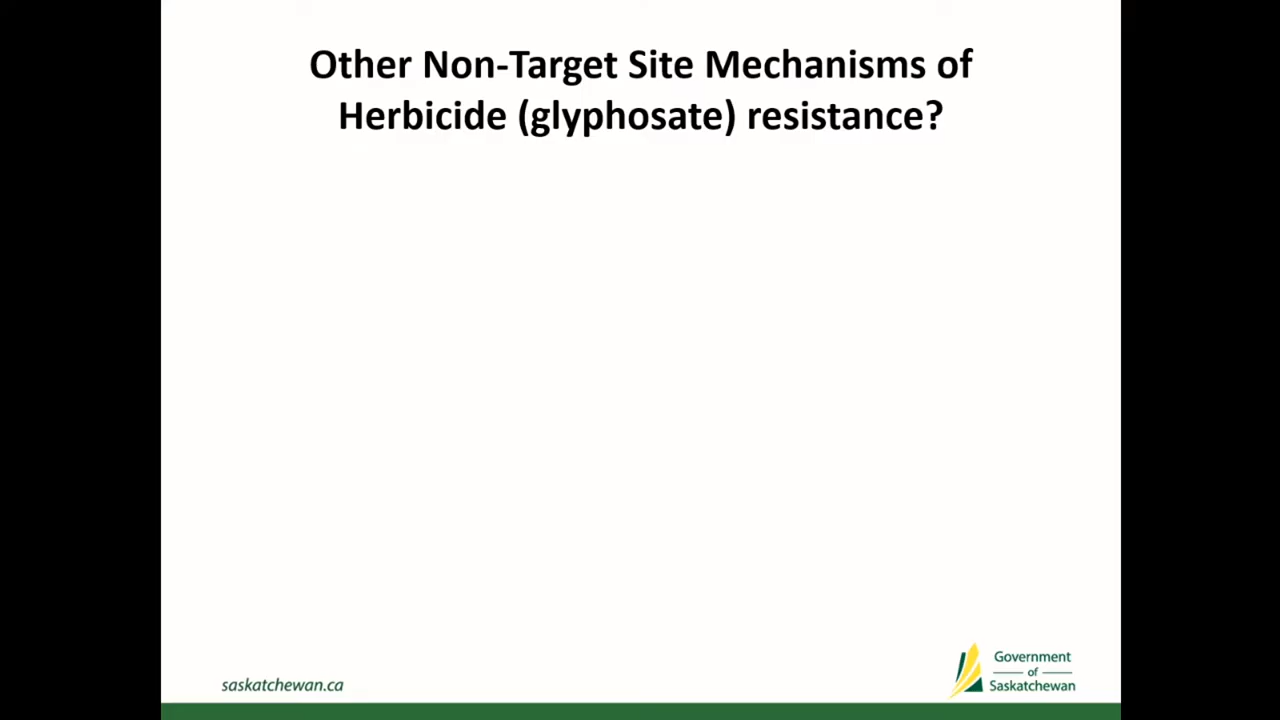 Other Non-Target Site Mechanisms of
Herbicide (glyphosate) resistance?
saskatchewan.ca
Government
of
Saskatchewan